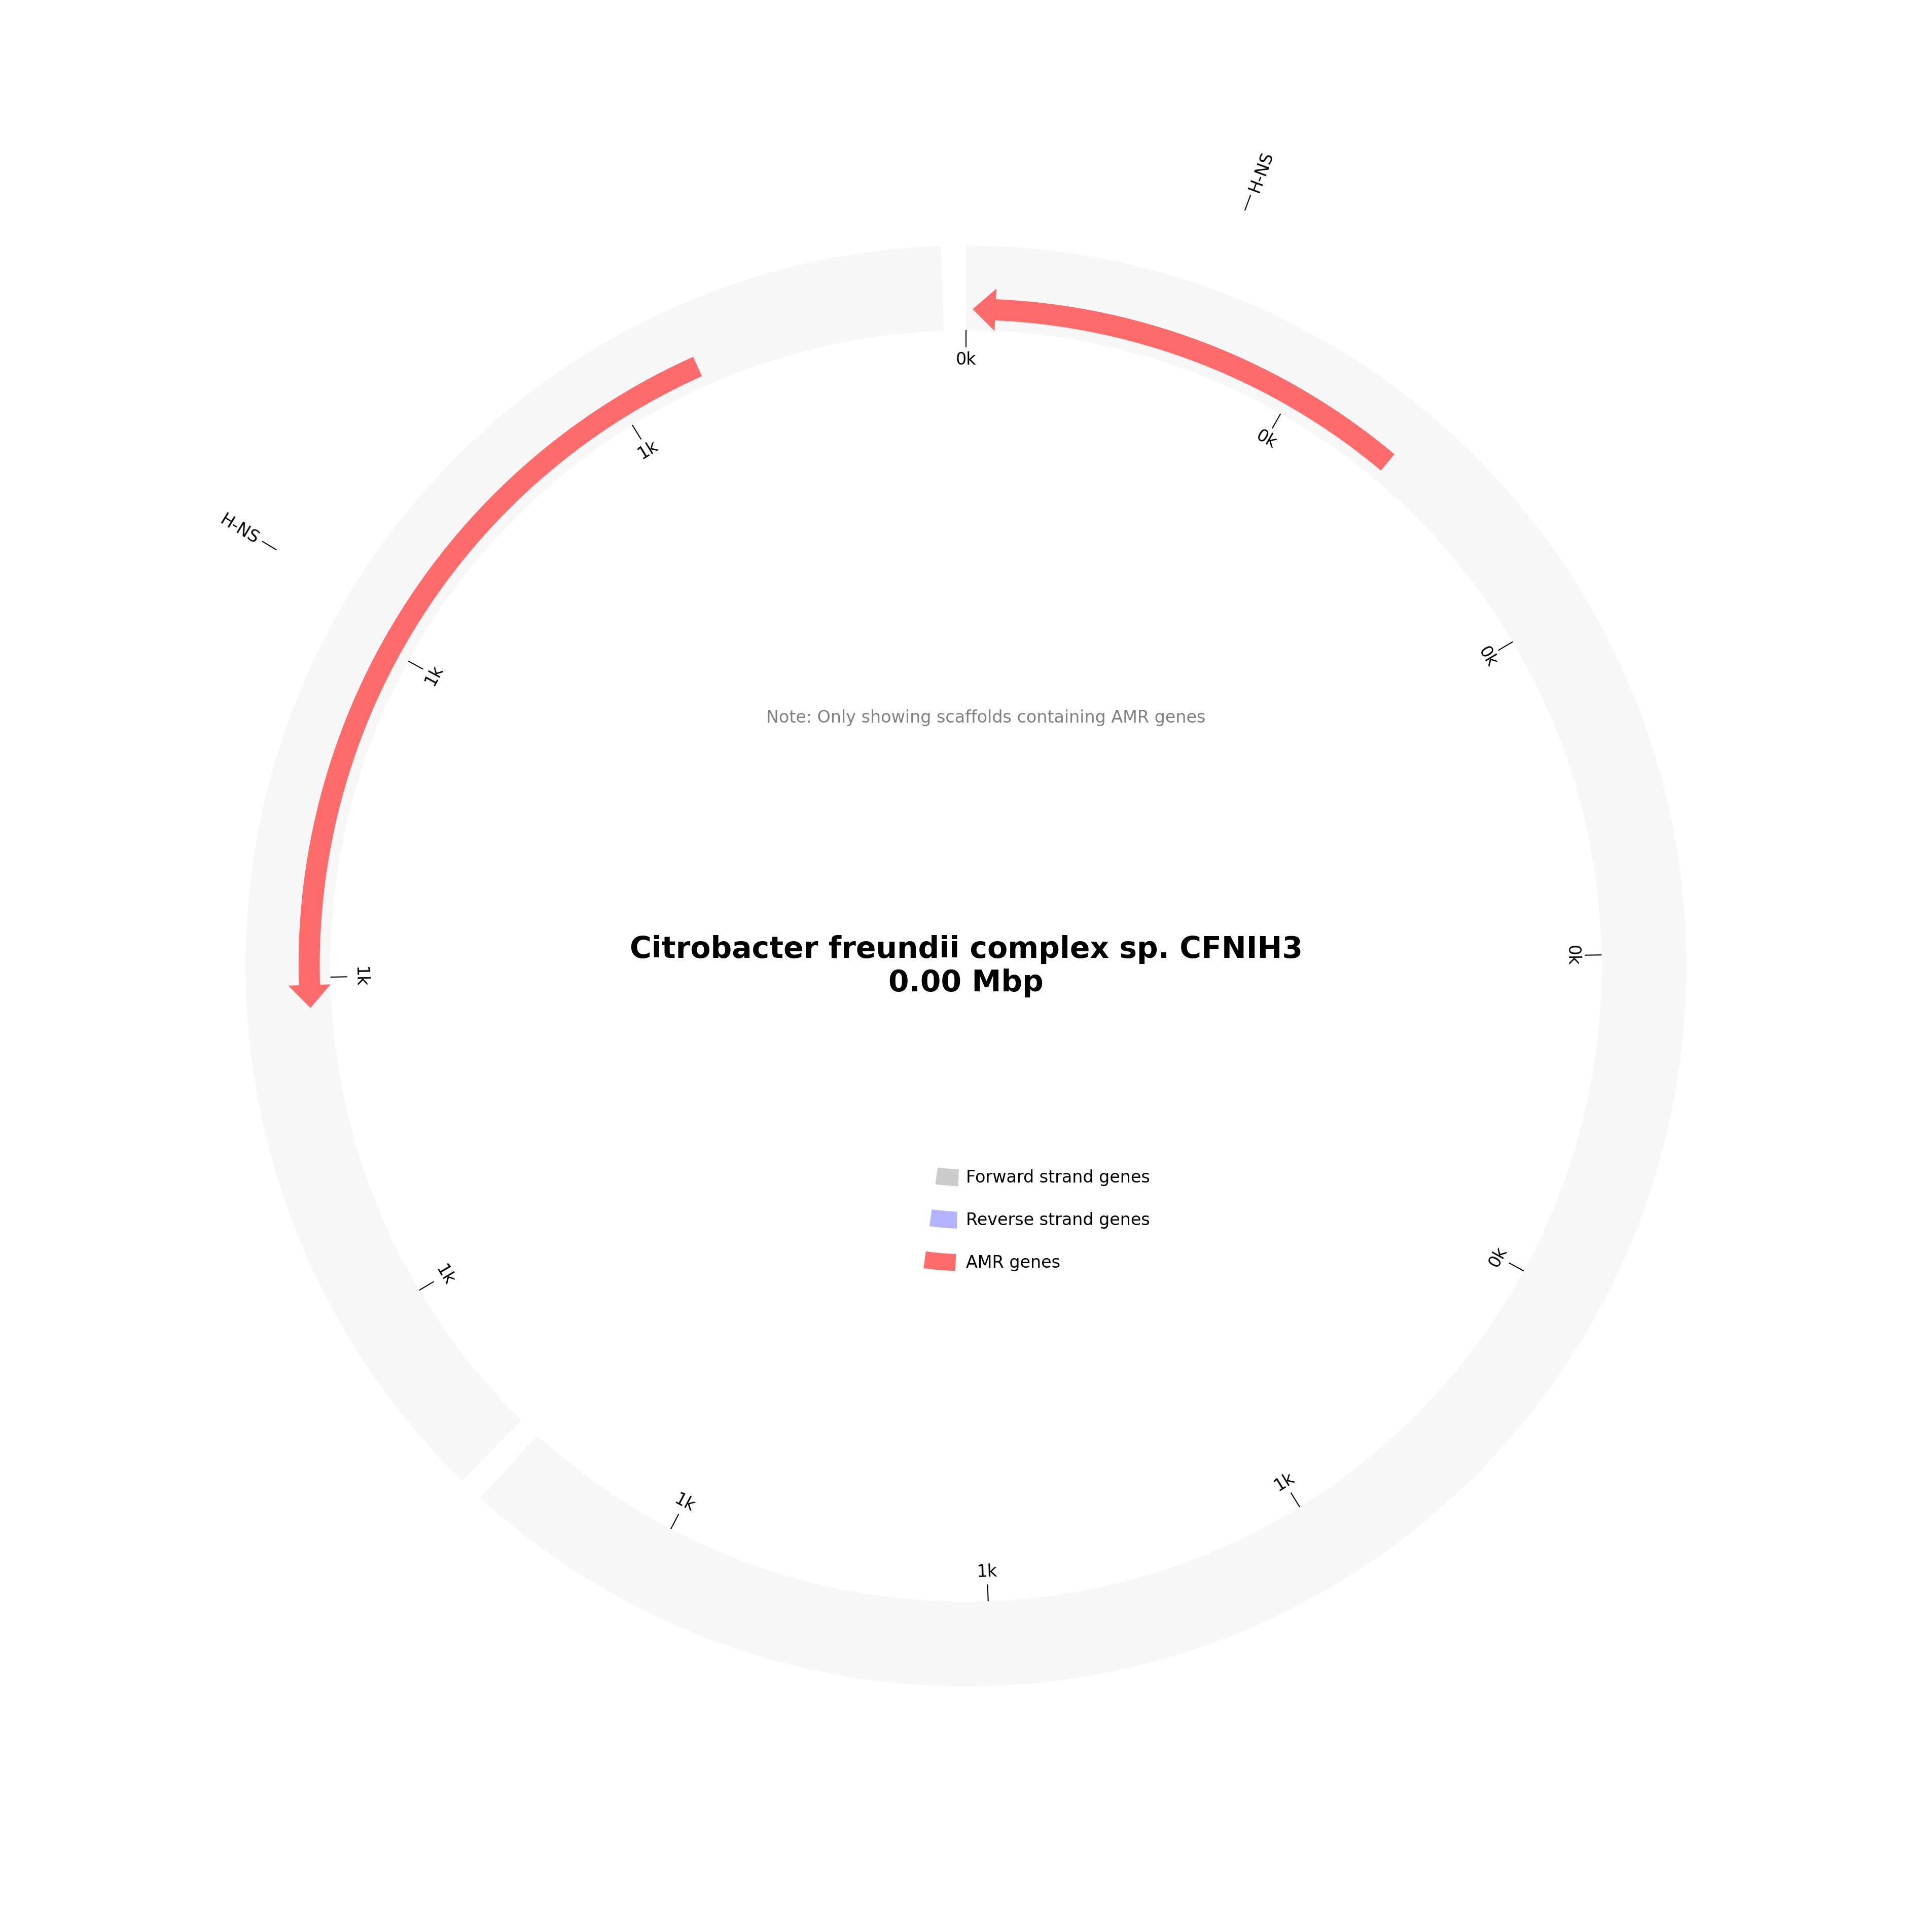 H-NS
H-NS
0k
0k
0k
0k
0k
1k
1k
1k
1k
1k
1k
1k
Note: Only showing scaffolds containing AMR genes
Citrobacter freundii complex sp. CFNIH3
0.00 Mbp
Forward strand genes
Reverse strand genes
AMR genes